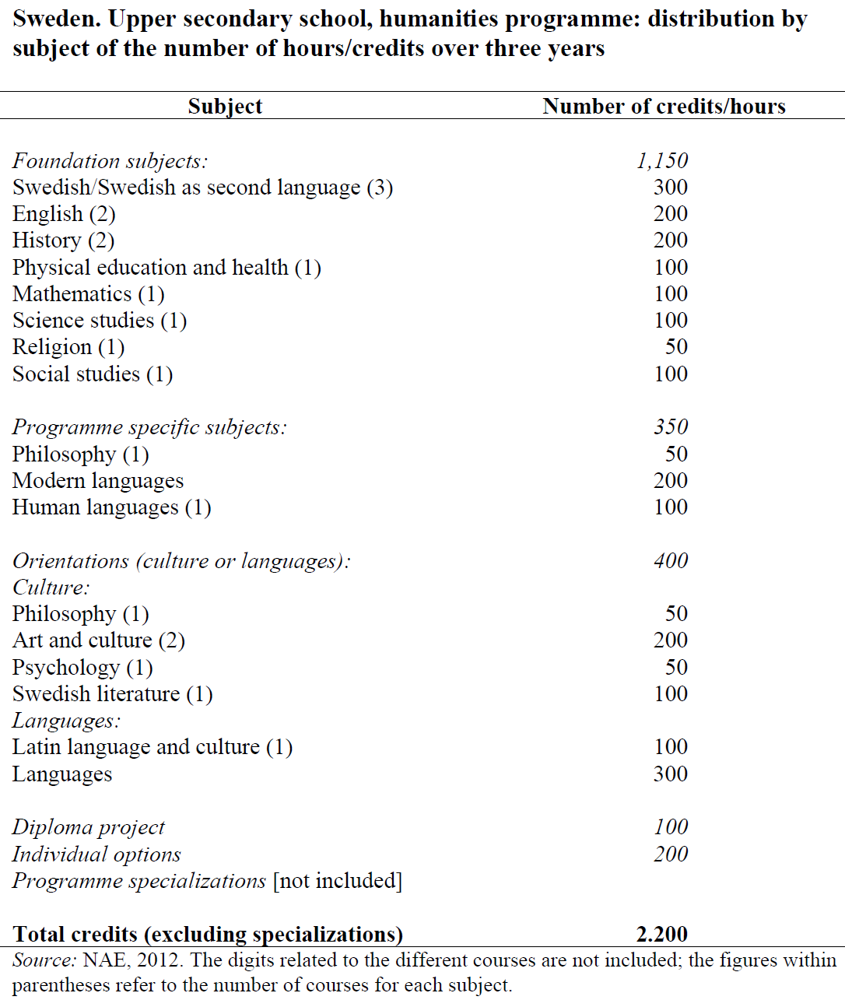 Sweden. Upper secondary school, humanities programme: distribution by
subject of the number of hours/credits over three years
Subject Number of credits/hours
Foundation subjects: 1,150
Swedish/Swedish as second language (3) 300
English (2) 200
History (2) 200
Physical education and health (1) 100
Mathematics (1) 100
Science studies (1) 100
Religion (1) 50
Social studies (1) 100
Programme specific subjects: 350
Philosophy (1) 50
Modern languages 200
Human languages (1) 100
Orientations (culture or languages): 400
Culture:
Philosophy (1) 50
Art and culture (2) 200
Psychology (1) 50
Swedish literature (1) 100
Languages:
Latin language and culture (1) 100
Languages 300
Diploma project 100
Individual options 200
Programme specializations [not included]
Total credits (excluding specializations) 2.200
Source: NAE, 2012. The digits related to the different courses are not included; the figures within
parentheses refer to the number of courses for each subject.